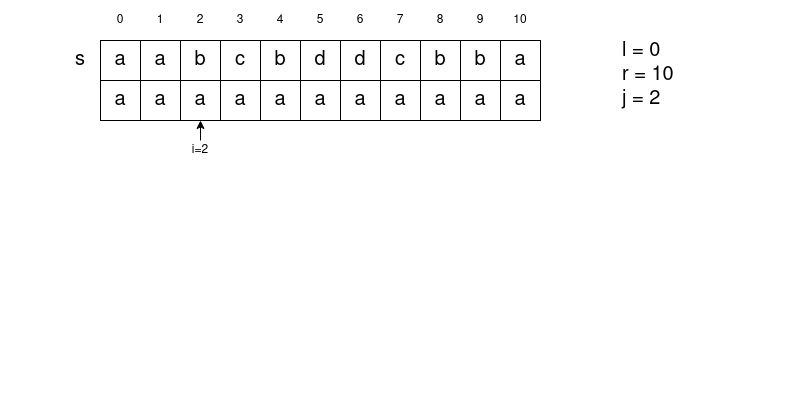 0 1 2 3 4 5 6 7 8 9 10
s a a b c b d d c b b a
a a a a a a a a a a a
i=2
l = 0
r = 10
j = 2